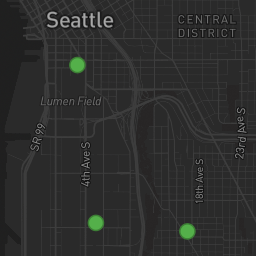 Seattle
CENTRAL
DISTRICT
Lumen Field
SR 99
4th Ave S
18th Ave S
23rd Ave S